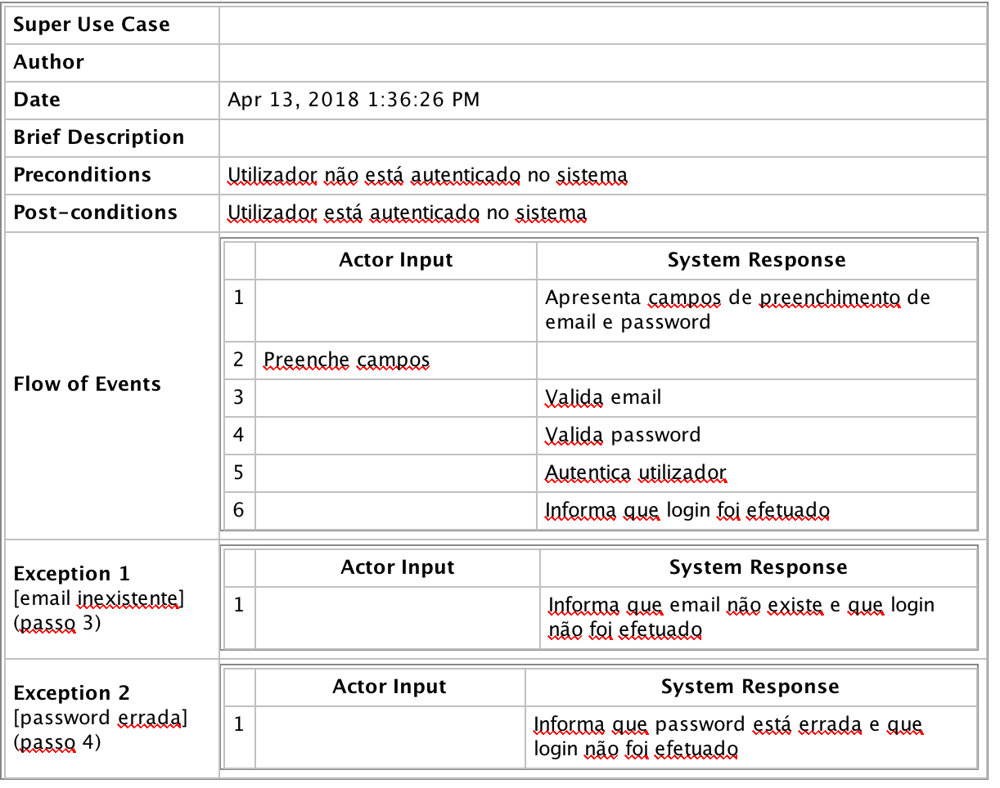 Super Use Case
Author
Date
Apr 13, 2018 1:36:26 PM
Brief Description
Preconditions
Utilizador não está autenticado no sistema
Post-conditions
Utilizador está autenticado no sistema
Flow of Events
Actor Input
System Response
1
Apresenta campos de preenchimento de
email e password
2
Preenche campos
3
Valida email
4
Valida password
5
Autentica utilizador
6
Informa que login foi efetuado
Exception 1
[email inexistente]
(passo 3)
Actor Input
System Response
1
Informa que email não existe e que login
não foi efetuado
Exception 2
[password errada]
(passo 4)
Actor Input
System Response
1
Informa que password está errada e que
login não foi efetuado